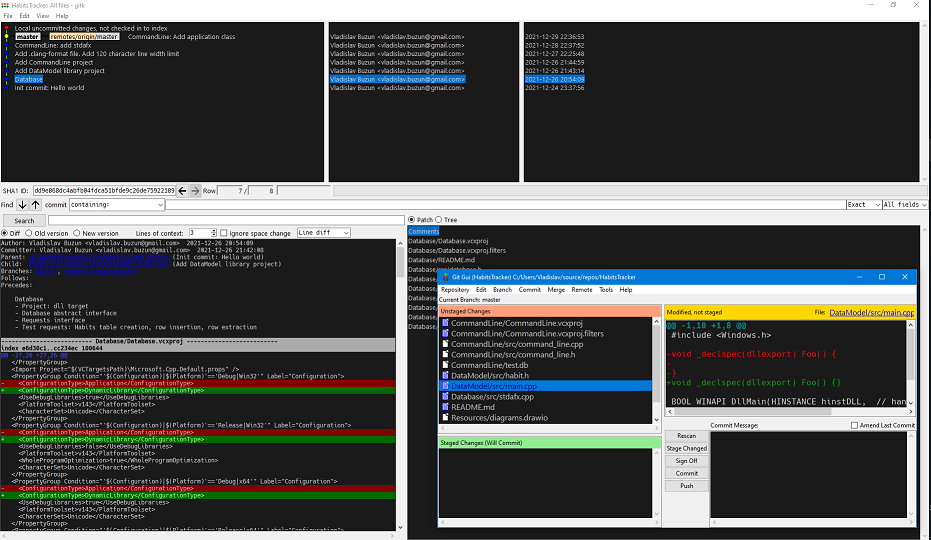 HabitsTracker: All files - gitk
File Edit View Help
Local uncommitted changes, not checked in to index
master remotes/origin/master CommandLine: Add application class
CommandLine: add stdafx
Add .clang-format file. Add 120 character line width limit
Add CommandLine project
Add DataModel library project
Database
Init commit: Hello world
Vladislav Buzun <vladislav.buzun@gmail.com>
Vladislav Buzun <vladislav.buzun@gmail.com>
Vladislav Buzun <vladislav.buzun@gmail.com>
Vladislav Buzun <vladislav.buzun@gmail.com>
Vladislav Buzun <vladislav.buzun@gmail.com>
Vladislav Buzun <vladislav.buzun@gmail.com>
Vladislav Buzun <vladislav.buzun@gmail.com>
2021-12-29 22:36:53
2021-12-28 22:37:52
2021-12-27 22:25:48
2021-12-26 21:44:59
2021-12-26 21:43:14
2021-12-26 20:54:09
2021-12-24 23:37:56
SHA1 ID: dd9e868dc4abfb04fdca51bfde9c26de75922189 Row 7 / 8
Find commit containing: Exact All fields
Search
Diff Old version New version Lines of context: 3 Ignore space change Line diff
Author: Vladislav Buzun <vladislav.buzun@gmail.com> 2021-12-26 20:54:09
Committer: Vladislav Buzun <vladislav.buzun@gmail.com> 2021-12-26 21:42:08
Parent: (Init commit: Hello world)
Child: (Add DataModel library project)
Branches:
Follows:
Precedes:
Database
- Project: dll target
- Database abstract interface
- Requests interface
- Test requests: Habits table creation, row insertion, row extraction
Database/Database.vcxproj
index e6d30c1..cc234ec 100644
@@ -27,26 +27,26 @@
</PropertyGroup>
<Import Project="$(VCTargetsPath)\Microsoft.Cpp.Default.props" />
<PropertyGroup Condition="'$(Configuration)|$(Platform)'=='Debug|Win32'" Label="Configuration">
- <ConfigurationType>Application</ConfigurationType>
+ <ConfigurationType>DynamicLibrary</ConfigurationType>
<UseDebugLibraries>true</UseDebugLibraries>
<PlatformToolset>v143</PlatformToolset>
<CharacterSet>Unicode</CharacterSet>
</PropertyGroup>
<PropertyGroup Condition="'$(Configuration)|$(Platform)'=='Release|Win32'" Label="Configuration">
- <ConfigurationType>Application</ConfigurationType>
+ <ConfigurationType>DynamicLibrary</ConfigurationType>
<UseDebugLibraries>false</UseDebugLibraries>
<PlatformToolset>v143</PlatformToolset>
<WholeProgramOptimization>true</WholeProgramOptimization>
<CharacterSet>Unicode</CharacterSet>
</PropertyGroup>
<PropertyGroup Condition="'$(Configuration)|$(Platform)'=='Debug|x64'" Label="Configuration">
- <ConfigurationType>Application</ConfigurationType>
+ <ConfigurationType>DynamicLibrary</ConfigurationType>
<UseDebugLibraries>true</UseDebugLibraries>
<PlatformToolset>v143</PlatformToolset>
<CharacterSet>Unicode</CharacterSet>
</PropertyGroup>
<PropertyGroup Condition="'$(Configuration)|$(Platform)'=='Release|x64'" Label="Configuration">
Patch Tree
Comments
Database/Database.vcxproj
Database/Database.vcxproj.filters
Database/README.md
Git Gui (HabitsTracker) C:/Users/Vladislav/source/repos/HabitsTracker
Repository Edit Branch Commit Merge Remote Tools Help
Current Branch: master
Unstaged Changes
CommandLine/CommandLine.vcxproj
CommandLine/CommandLine.vcxproj.filters
CommandLine/src/command_line.cpp
CommandLine/src/command_line.h
CommandLine/test.db
DataModel/src/habit.h
DataModel/src/main.cpp
Database/src/stdafx.cpp
README.md
Resources/diagrams.drawio
Staged Changes (Will Commit)
Modified, not staged File: DataModel/src/main.cpp
@@ -1,10 +1,8 @@
#include <Windows.h>
-void _declspec(dllexport) Foo() {
-
-}
+void _declspec(dllexport) Foo() {}
BOOL WINAPI DllMain(HINSTANCE hinstDLL, // han
Commit Message: Amend Last Commit
Rescan
Stage Changed
Sign Off
Commit
Push